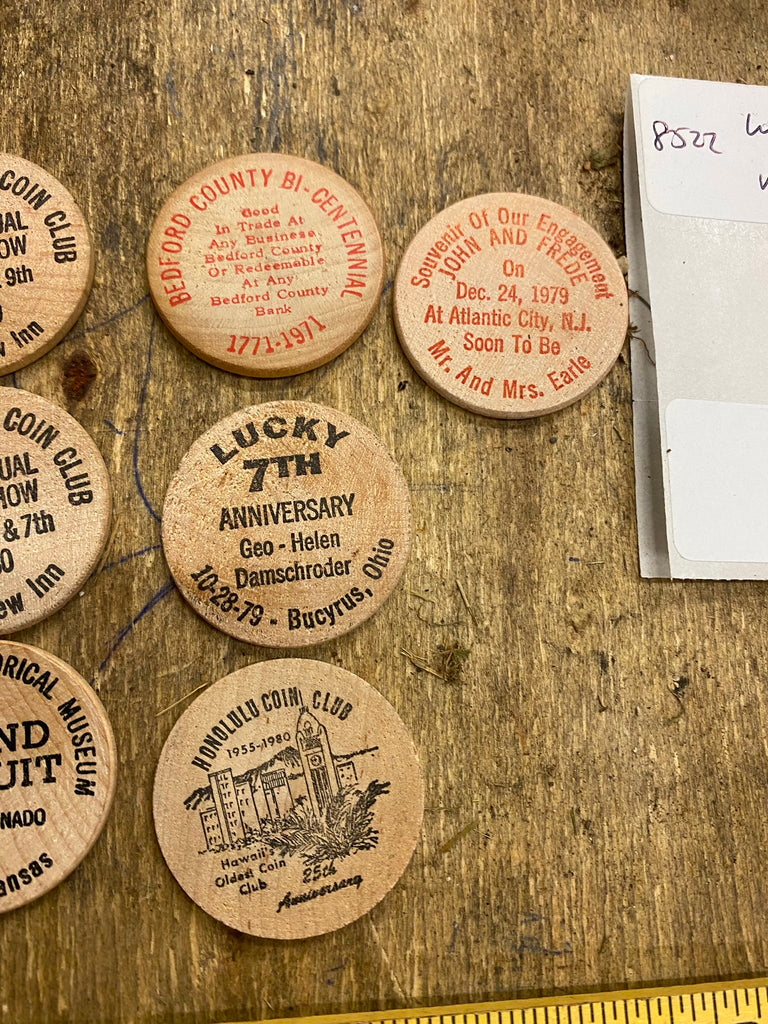 COIN CLUB
UAL
OW
9th
w Inn
BEDFORD COUNTY BI-CENTENNIAL
Good
In Trade At
Any Business
Bedford County
Or Redeemable
At Any
Bedford County
Bank
1771-1971
Souvenir Of Our Engagement
JOHN AND FREDE
On
Dec. 24, 1979
At Atlantic City, N.J.
Soon To Be
Mr. And Mrs. Earle
8522
COIN CLUB
UAL
HOW
& 7th
0
ew Inn
LUCKY
7TH
ANNIVERSARY
Geo - Helen
Damschroder
10-28-79 - Bucyrus, Ohio
ORICAL MUSEUM
ND
UIT
NADO
ansas
HONOLULU COIN CLUB
1955-1980
Hawaii's
Oldest Coin
Club
25th
Anniversary